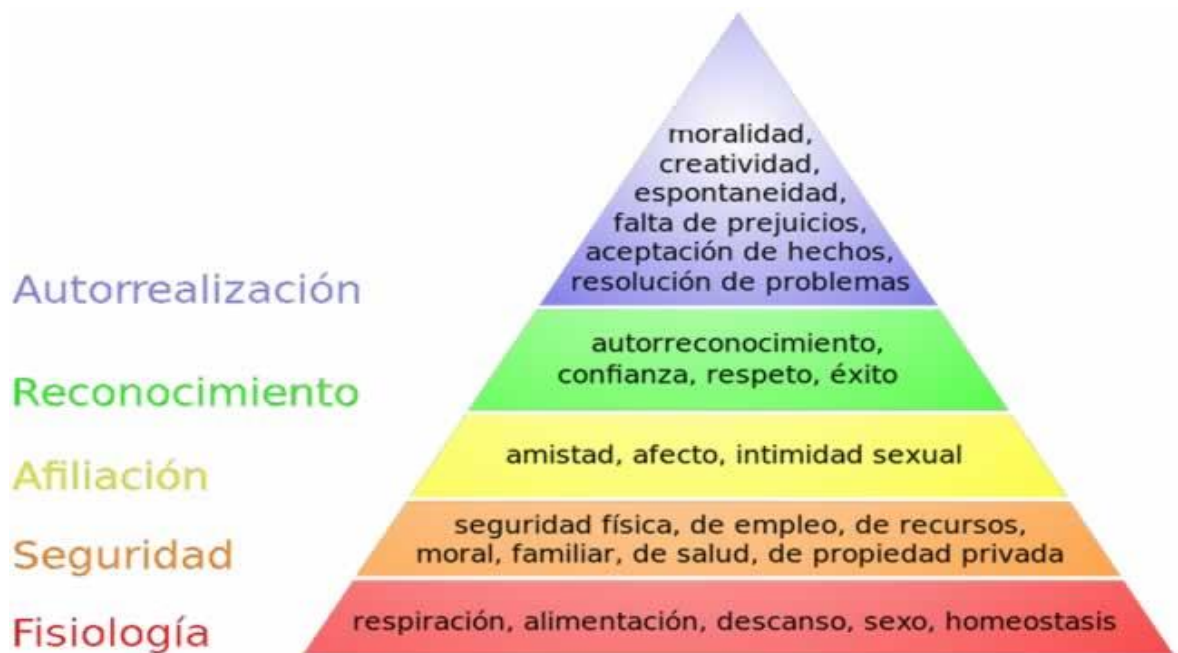 moralidad,
creatividad,
espontaneidad,
falta de prejuicios,
aceptación de hechos,
resolución de problemas
Autorrealización
autorreconocimiento,
confianza, respeto, éxito
Reconocimiento
amistad, afecto, intimidad sexual
Afiliación
seguridad física, de empleo, de recursos,
moral, familiar, de salud, de propiedad privada
Seguridad
respiración, alimentación, descanso, sexo, homeostasis
Fisiología